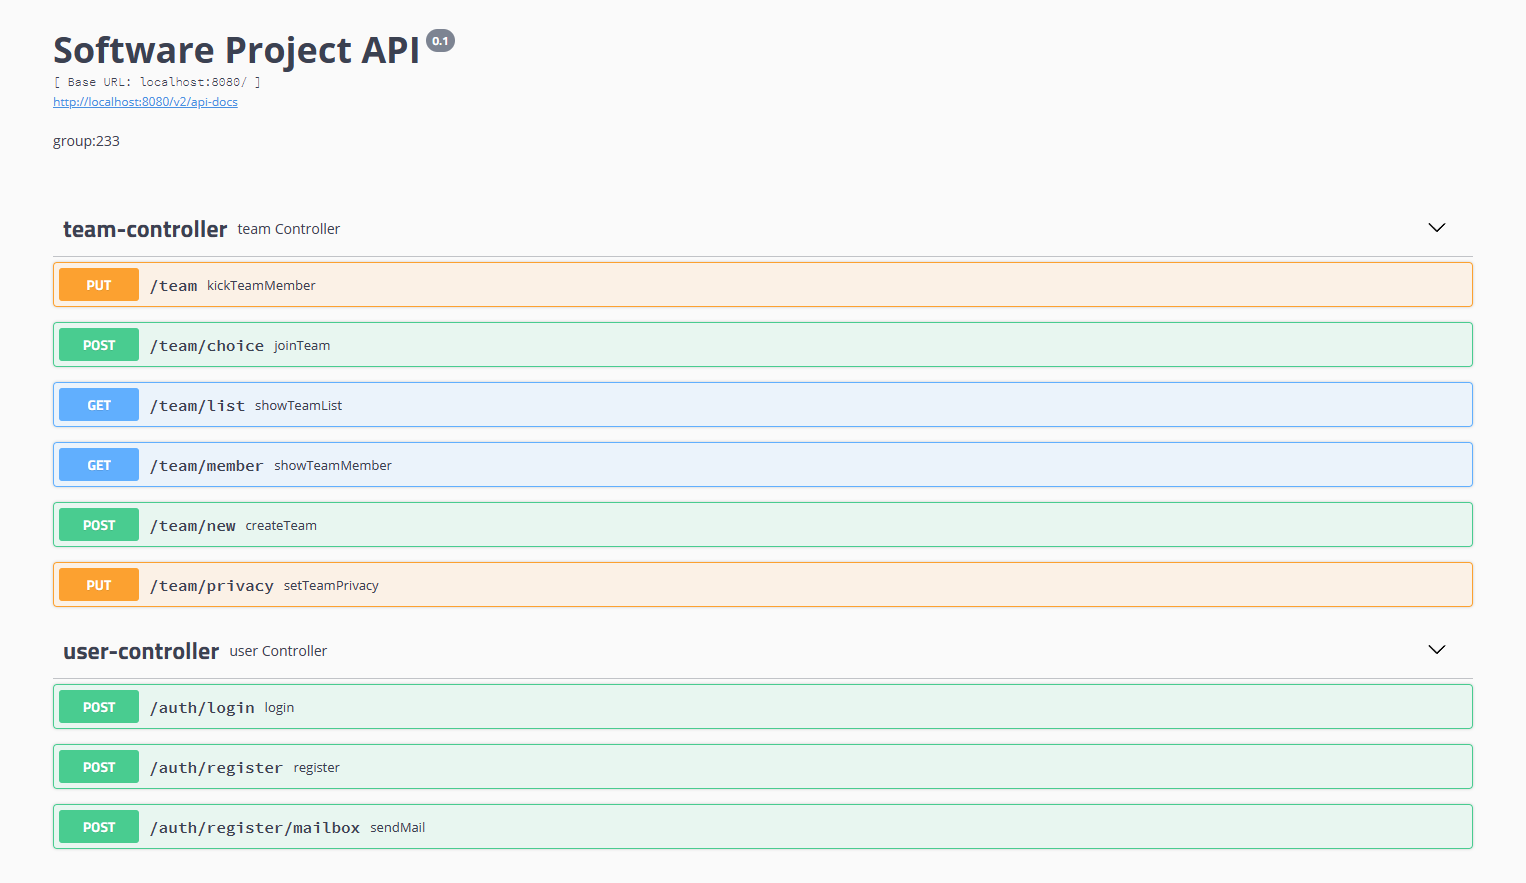 Software Project API 0.1
[ Base URL: localhost:8080/ ]
http://localhost:8080/v2/api-docs
group:233
team-controller team Controller
PUT /team kickTeamMember
POST /team/choice joinTeam
GET /team/list showTeamList
GET /team/member showTeamMember
POST /team/new createTeam
PUT /team/privacy setTeamPrivacy
user-controller user Controller
POST /auth/login login
POST /auth/register register
POST /auth/register/mailbox sendMail